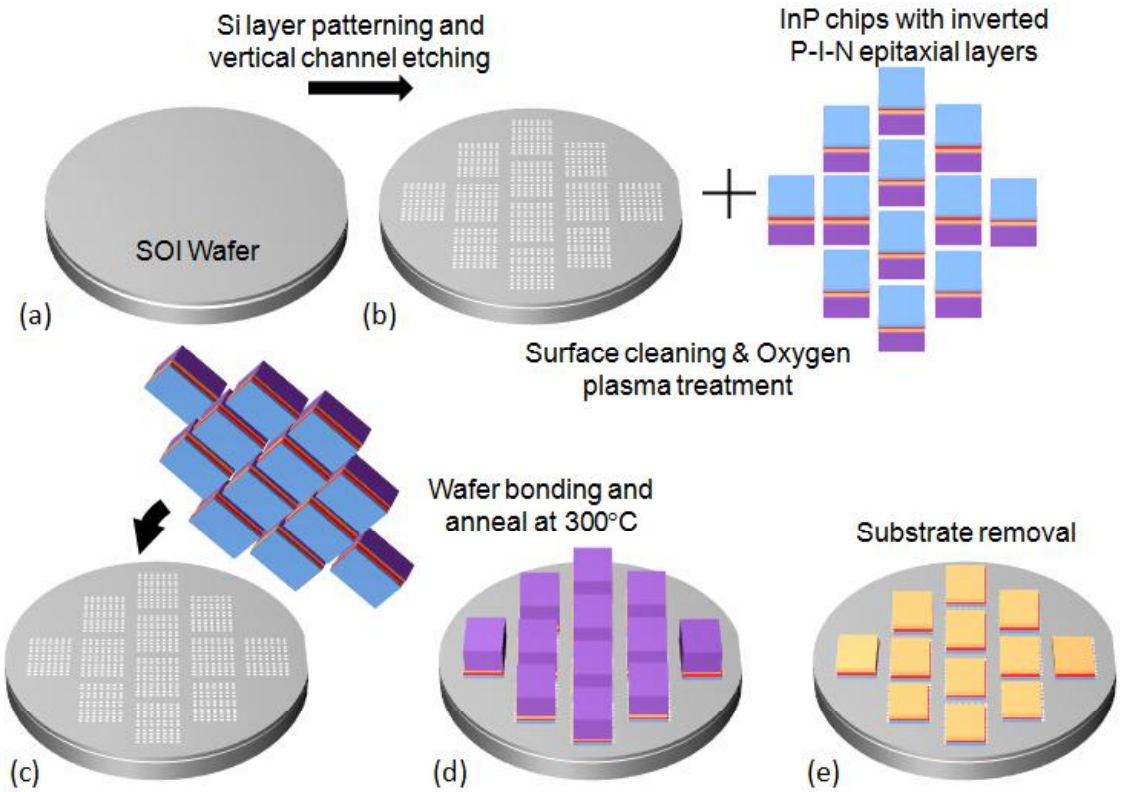 Si layer patterning and
vertical channel etching
InP chips with inverted
P-I-N epitaxial layers
SOI Wafer
(a)
(b)
Surface cleaning & Oxygen
plasma treatment
Wafer bonding and
anneal at 300°C
Substrate removal
(c)
(d)
(e)